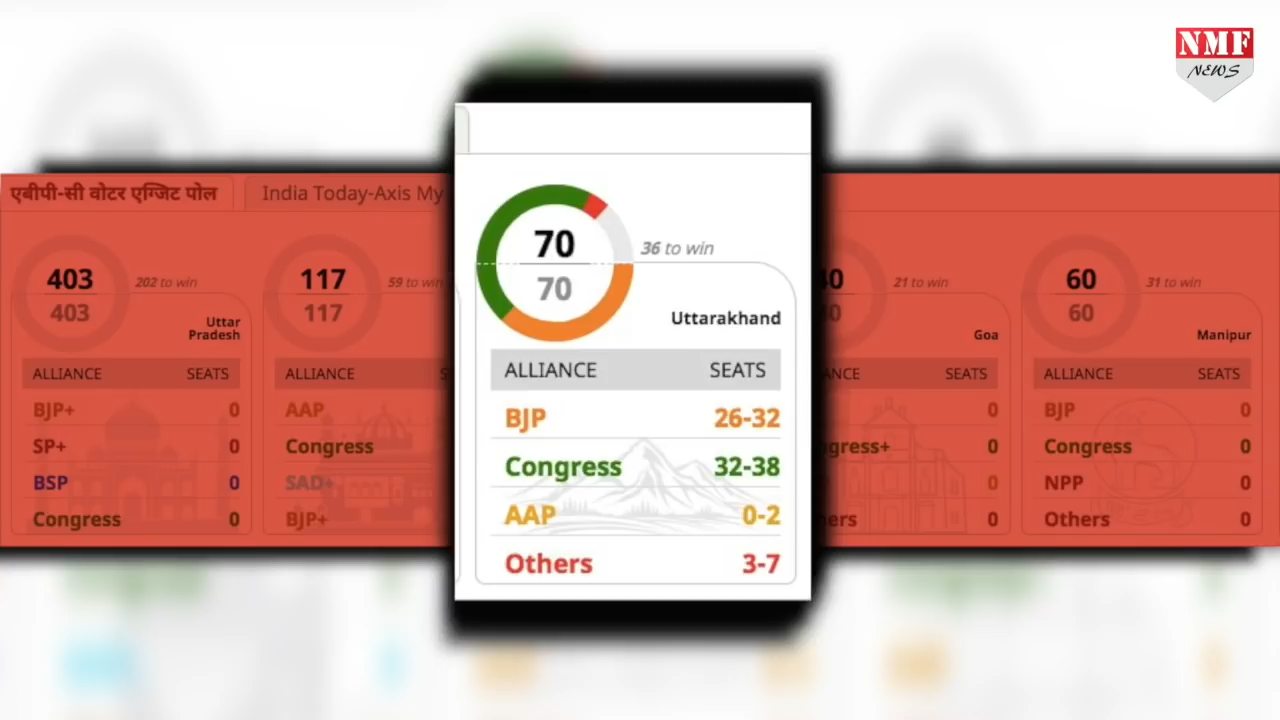 NMF
NEWS
एबीपी-सी वोटर एग्जिट पोल
India Today-Axis My
403
403
202 to win
Uttar
Pradesh
ALLIANCE SEATS
BJP+ 0
SP+ 0
BSP 0
Congress 0
117
117
59 to win
ALLIANCE
AAP
Congress
SAD+
BJP+
70
70
36 to win
Uttarakhand
ALLIANCE SEATS
BJP 26-32
Congress 32-38
AAP 0-2
Others 3-7
21 to win
Goa
SEATS
0
0
0
0
60
60
31 to win
Manipur
ALLIANCE SEATS
BJP 0
Congress 0
NPP 0
Others 0